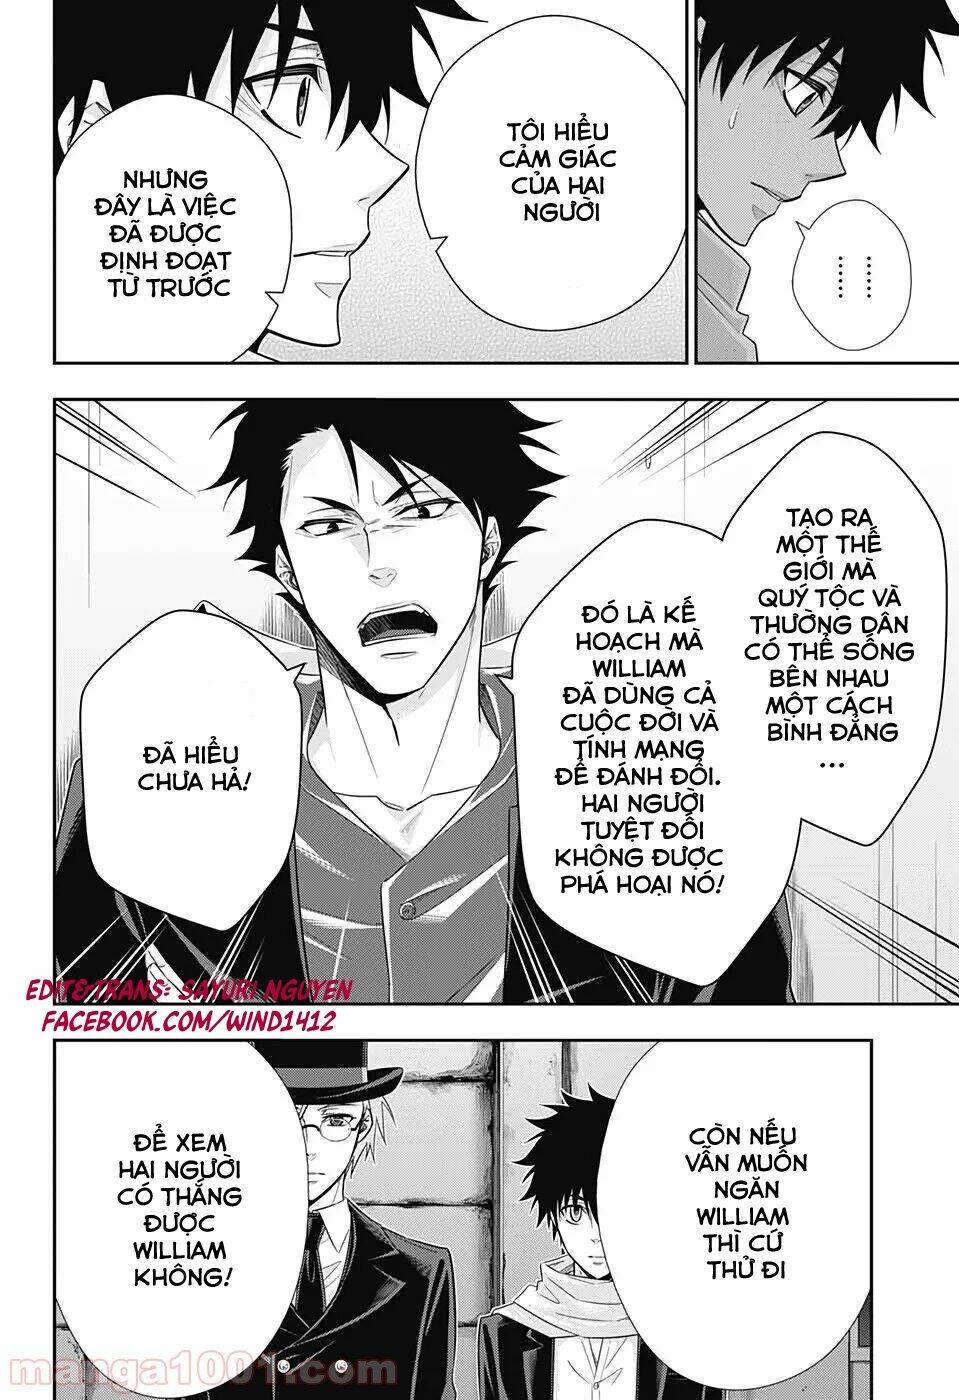 ……
TÔI HIỂU
CẢM GIÁC
CỦA HAI
NGƯỜI
NHƯNG
ĐÂY LÀ VIỆC
ĐÃ ĐƯỢC
ĐỊNH ĐOẠT
TỪ TRƯỚC
TẠO RA
MỘT THẾ
GIỚI MÀ
QUÝ TỘC VÀ
THƯỜNG DÂN
CÓ THỂ SỐNG
BÊN NHAU
MỘT CÁCH
BÌNH ĐẲNG
...
ĐÓ LÀ KẾ
HOẠCH MÀ
WILLIAM
ĐÃ DÙNG CẢ
CUỘC ĐỜI VÀ
TÍNH MẠNG
ĐỂ ĐÁNH ĐỔI.
HAI NGƯỜI
TUYỆT ĐỐI
KHÔNG ĐƯỢC
PHÁ HOẠI NÓ!
ĐÃ HIỂU
CHƯA HẢ!
EDIT&TRANS: SAYURI NGUYEN
FACEBOOK.COM/WIND1412
CÒN NẾU
VẪN MUỐN
NGĂN
WILLIAM
THÌ CỨ
THỬ ĐI
ĐỂ XEM
HAI NGƯỜI
CÓ THẮNG
ĐƯỢC
WILLIAM
KHÔNG!
manga1001.com